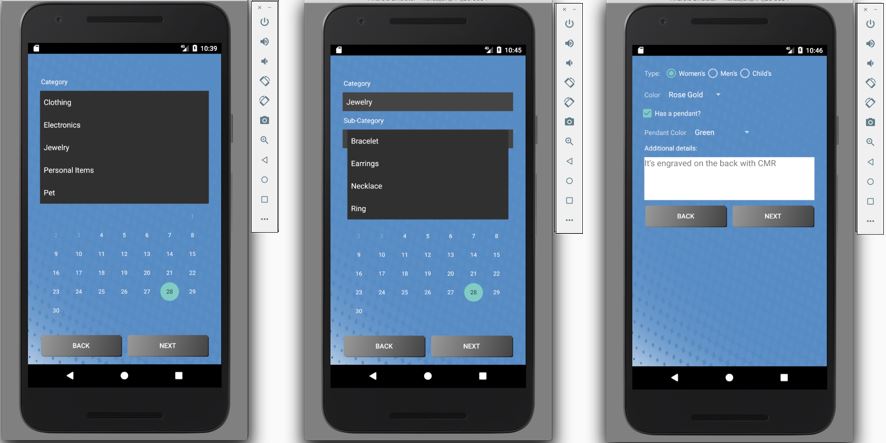 10:39
Category
Clothing
Electronics
Jewelry
Personal Items
Pet
1
2 3 4 5 6 7 8
9 10 11 12 13 14 15
16 17 18 19 20 21 22
23 24 25 26 27 28 29
30
BACK NEXT
10:45
Category
Jewelry
Sub-Category
Bracelet
Earrings
Necklace
Ring
2 3 4 5 6 7 8
9 10 11 12 13 14 15
16 17 18 19 20 21 22
23 24 25 26 27 28 29
30
BACK NEXT
10:46
Type: Women's Men's Child's
Color Rose Gold
Has a pendant?
Pendant Color Green
Additional details:
It's engraved on the back with CMR
BACK NEXT